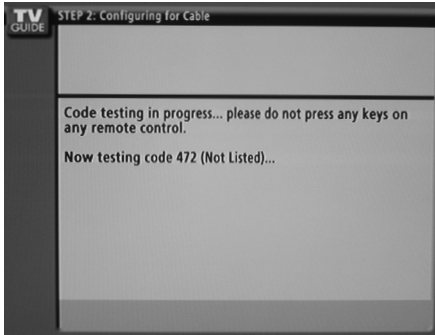 TV
GUIDE
STEP 2: Configuring for Cable
Code testing in progress... please do not press any keys on
any remote control.
Now testing code 472 (Not Listed)...